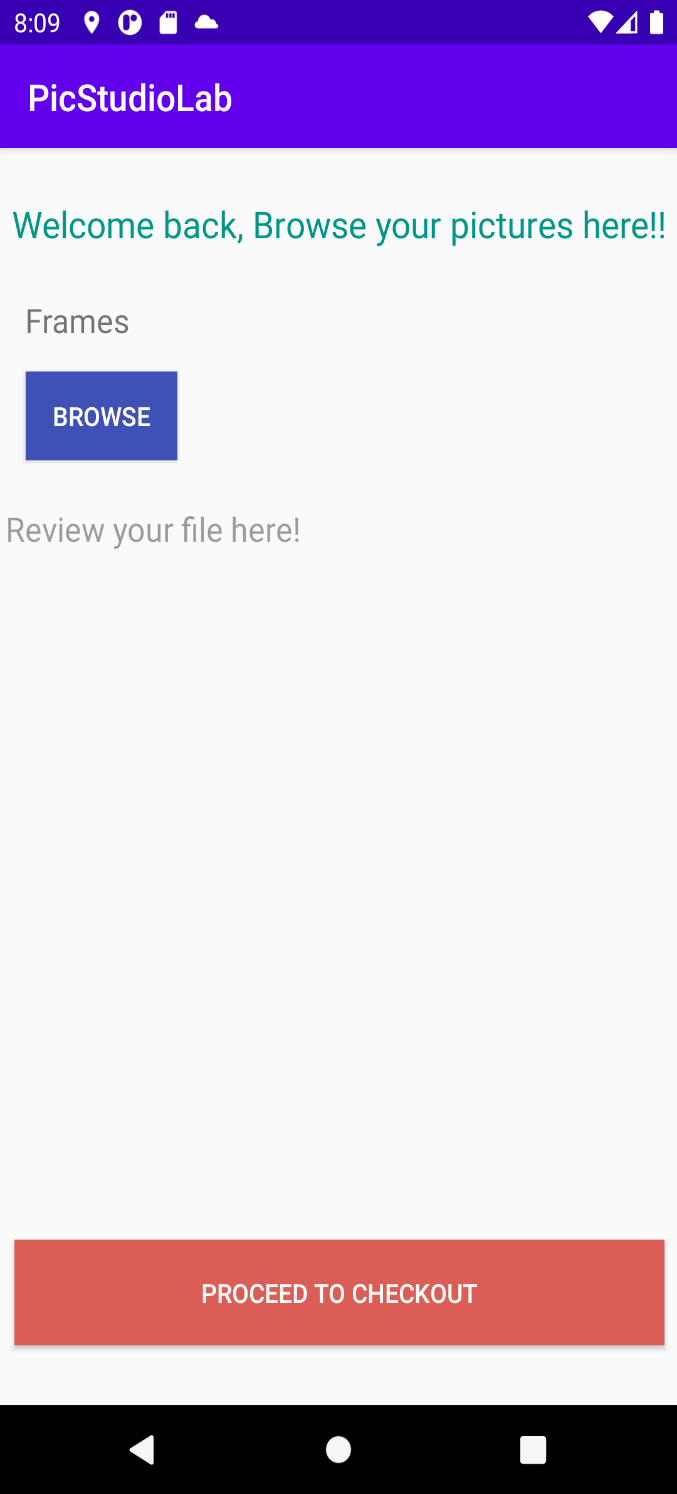 8:09
PicStudioLab
Welcome back, Browse your pictures here!!
Frames
BROWSE
Review your file here!
PROCEED TO CHECKOUT